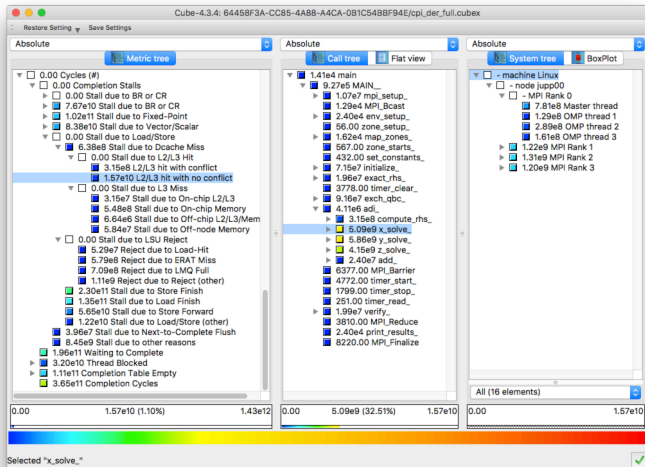 Cube-4.3.4: 64458F3A-CC85-4A88-A4CA-0B1C54BBF94E/cpi_der_full.cubex
Restore Setting Save Settings
Absolute
Metric tree
0.00 Cycles (#)
0.00 Completion Stalls
0.00 Stall due to BR or CR
7.67e10 Stall due to BR or CR
1.02e11 Stall due to Fixed-Point
8.38e10 Stall due to Vector/Scalar
0.00 Stall due to Load/Store
6.38e8 Stall due to Dcache Miss
0.00 Stall due to L2/L3 Hit
3.15e8 L2/L3 hit with conflict
1.57e10 L2/L3 hit with no conflict
0.00 Stall due to L3 Miss
3.15e7 Stall due to On-chip L2/L3
5.48e8 Stall due to On-chip Memory
6.64e6 Stall due to Off-chip L2/L3/Mem
5.84e7 Stall due to Off-node Memory
0.00 Stall due to LSU Reject
5.29e7 Reject due to Load-Hit
5.79e8 Reject due to ERAT Miss
7.09e8 Reject due to LMQ Full
1.11e9 Reject due to Reject (other)
2.30e11 Stall due to Store Finish
1.35e11 Stall due to Load Finish
5.65e10 Stall due to Store Forward
1.22e10 Stall due to Load/Store (other)
3.96e7 Stall due to Next-to-Complete Flush
8.45e9 Stall due to other reasons
1.96e11 Waiting to Complete
3.20e10 Thread Blocked
1.11e11 Completion Table Empty
3.65e11 Completion Cycles
0.00 1.57e10 (1.10%) 1.43e12
Absolute
Call tree Flat view
1.41e4 main
9.27e5 MAIN__
1.07e7 mpi_setup_
1.29e4 MPI_Bcast
2.40e4 env_setup_
56.00 zone_setup_
1.62e4 map_zones_
567.00 zone_starts_
432.00 set_constants_
7.15e7 initialize_
1.96e7 exact_rhs_
3778.00 timer_clear_
9.16e7 exch_qbc_
4.11e6 adi_
3.15e8 compute_rhs_
5.09e9 x_solve_
5.86e9 y_solve_
4.15e9 z_solve_
2.40e7 add_
6377.00 MPI_Barrier
4772.00 timer_start_
1799.00 timer_stop_
251.00 timer_read_
1.99e7 verify_
3810.00 MPI_Reduce
2.40e4 print_results_
8220.00 MPI_Finalize
0.00 5.09e9 (32.51%) 1.57e10
Absolute
System tree BoxPlot
- machine Linux
- node jupp00
- MPI Rank 0
7.81e8 Master thread
1.29e8 OMP thread 1
2.89e8 OMP thread 2
1.61e8 OMP thread 3
1.22e9 MPI Rank 1
1.31e9 MPI Rank 2
1.20e9 MPI Rank 3
All (16 elements)
0.00 1.57e10
Selected "x_solve_"